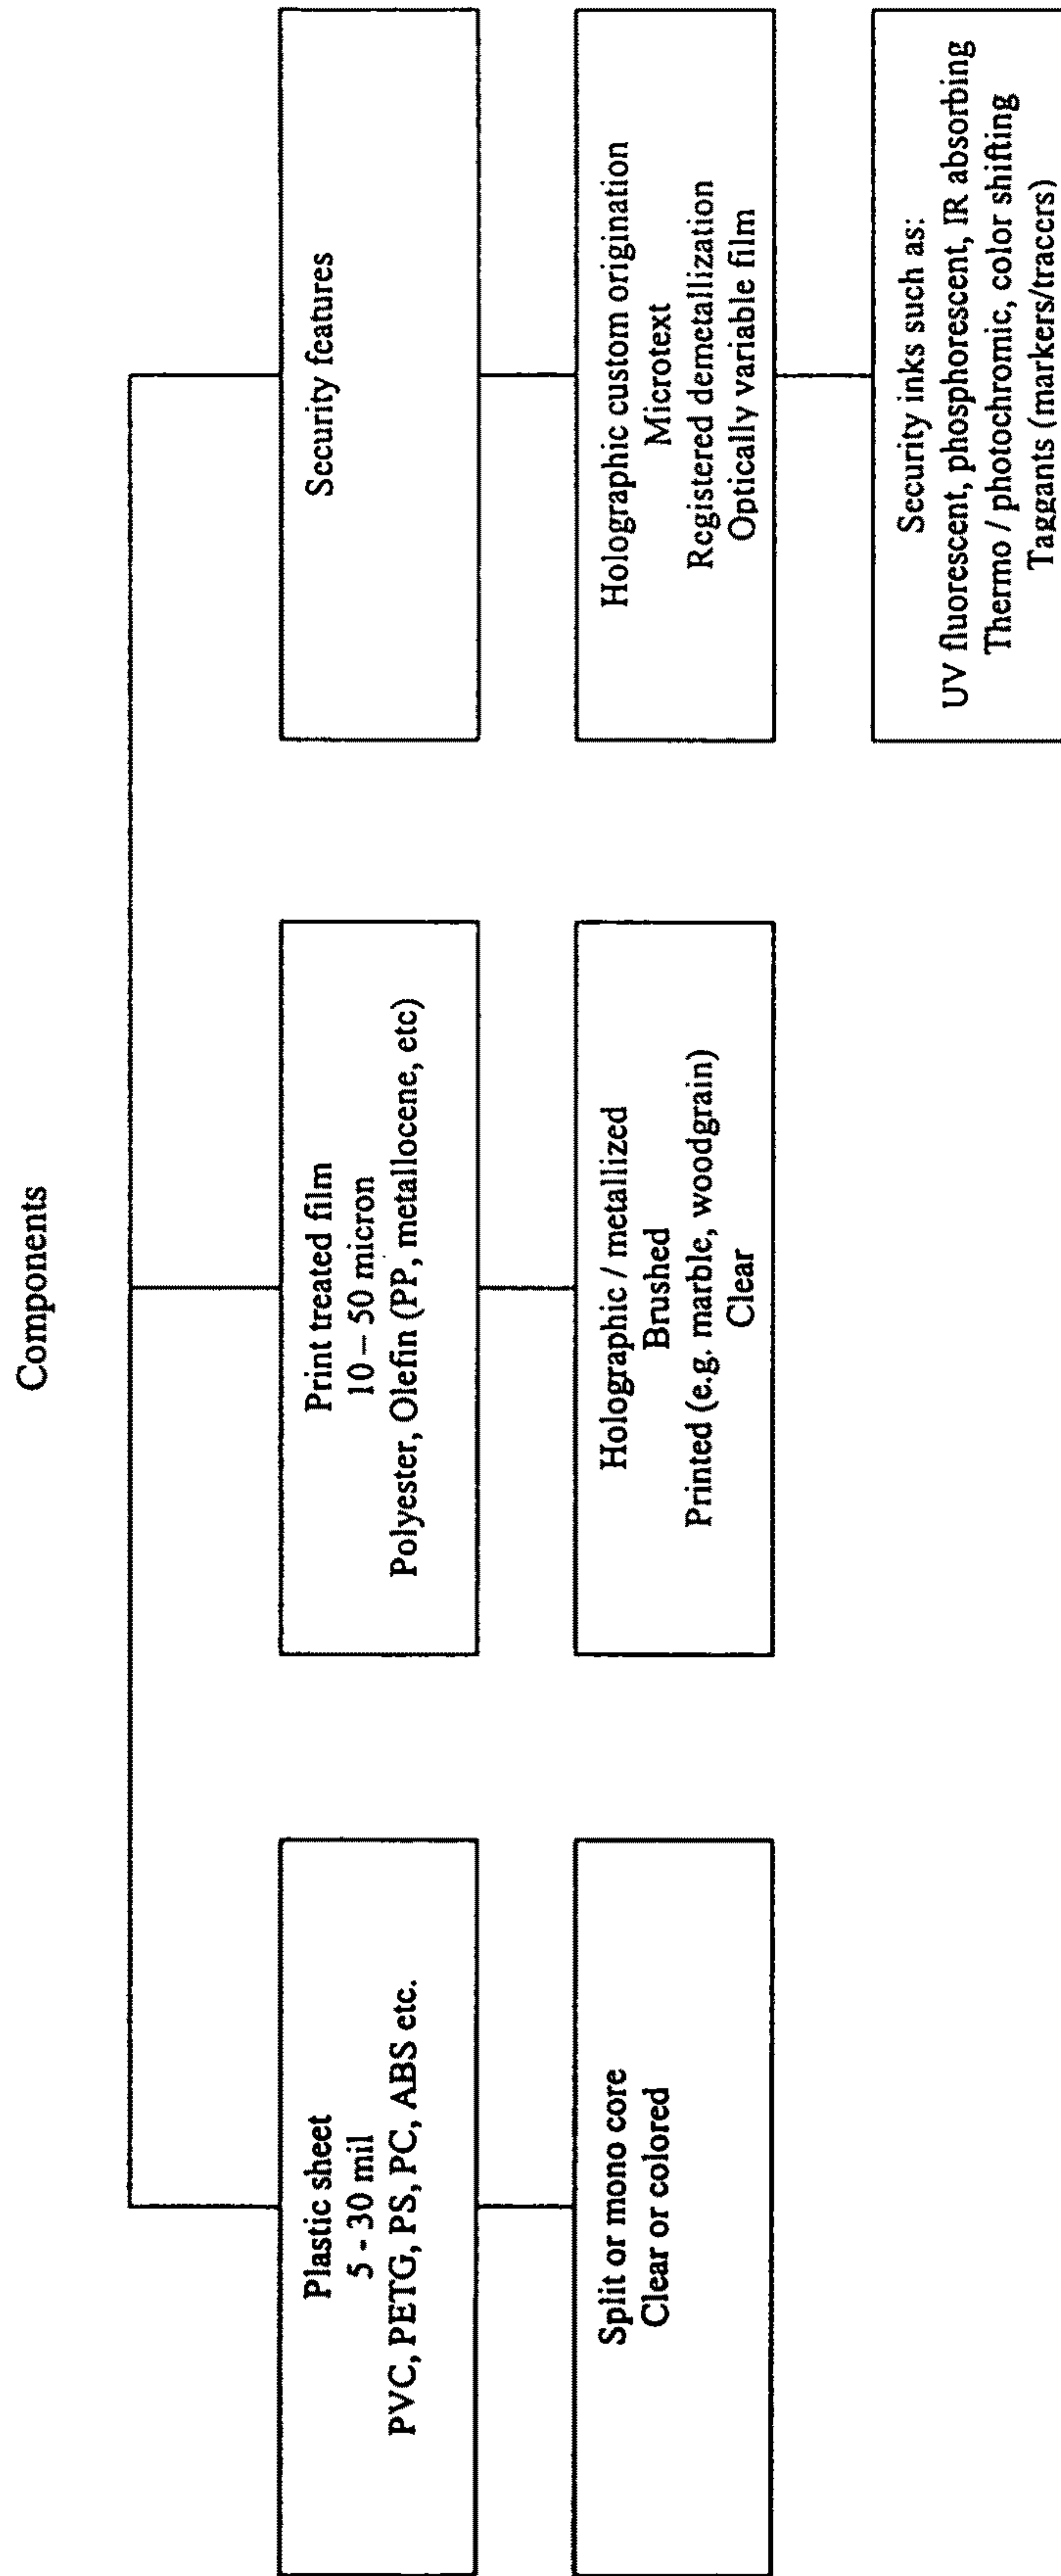 Components
Plastic sheet
5 - 30 mil
PVC, PETG, PS, PC, ABS etc.
Split or mono core
Clear or colored
Print treated film
10 – 50 micron
Polyester, Olefin (PP, metallocene, etc)
Holographic / metallized
Brushed
Printed (e.g. marble, woodgrain)
Clear
Security features
Holographic custom origination
Microtext
Registered demetallization
Optically variable film
Security inks such as:
UV fluorescent, phosphorescent, IR absorbing
Thermo / photochromic, color shifting
Taggants (markers/tracers)